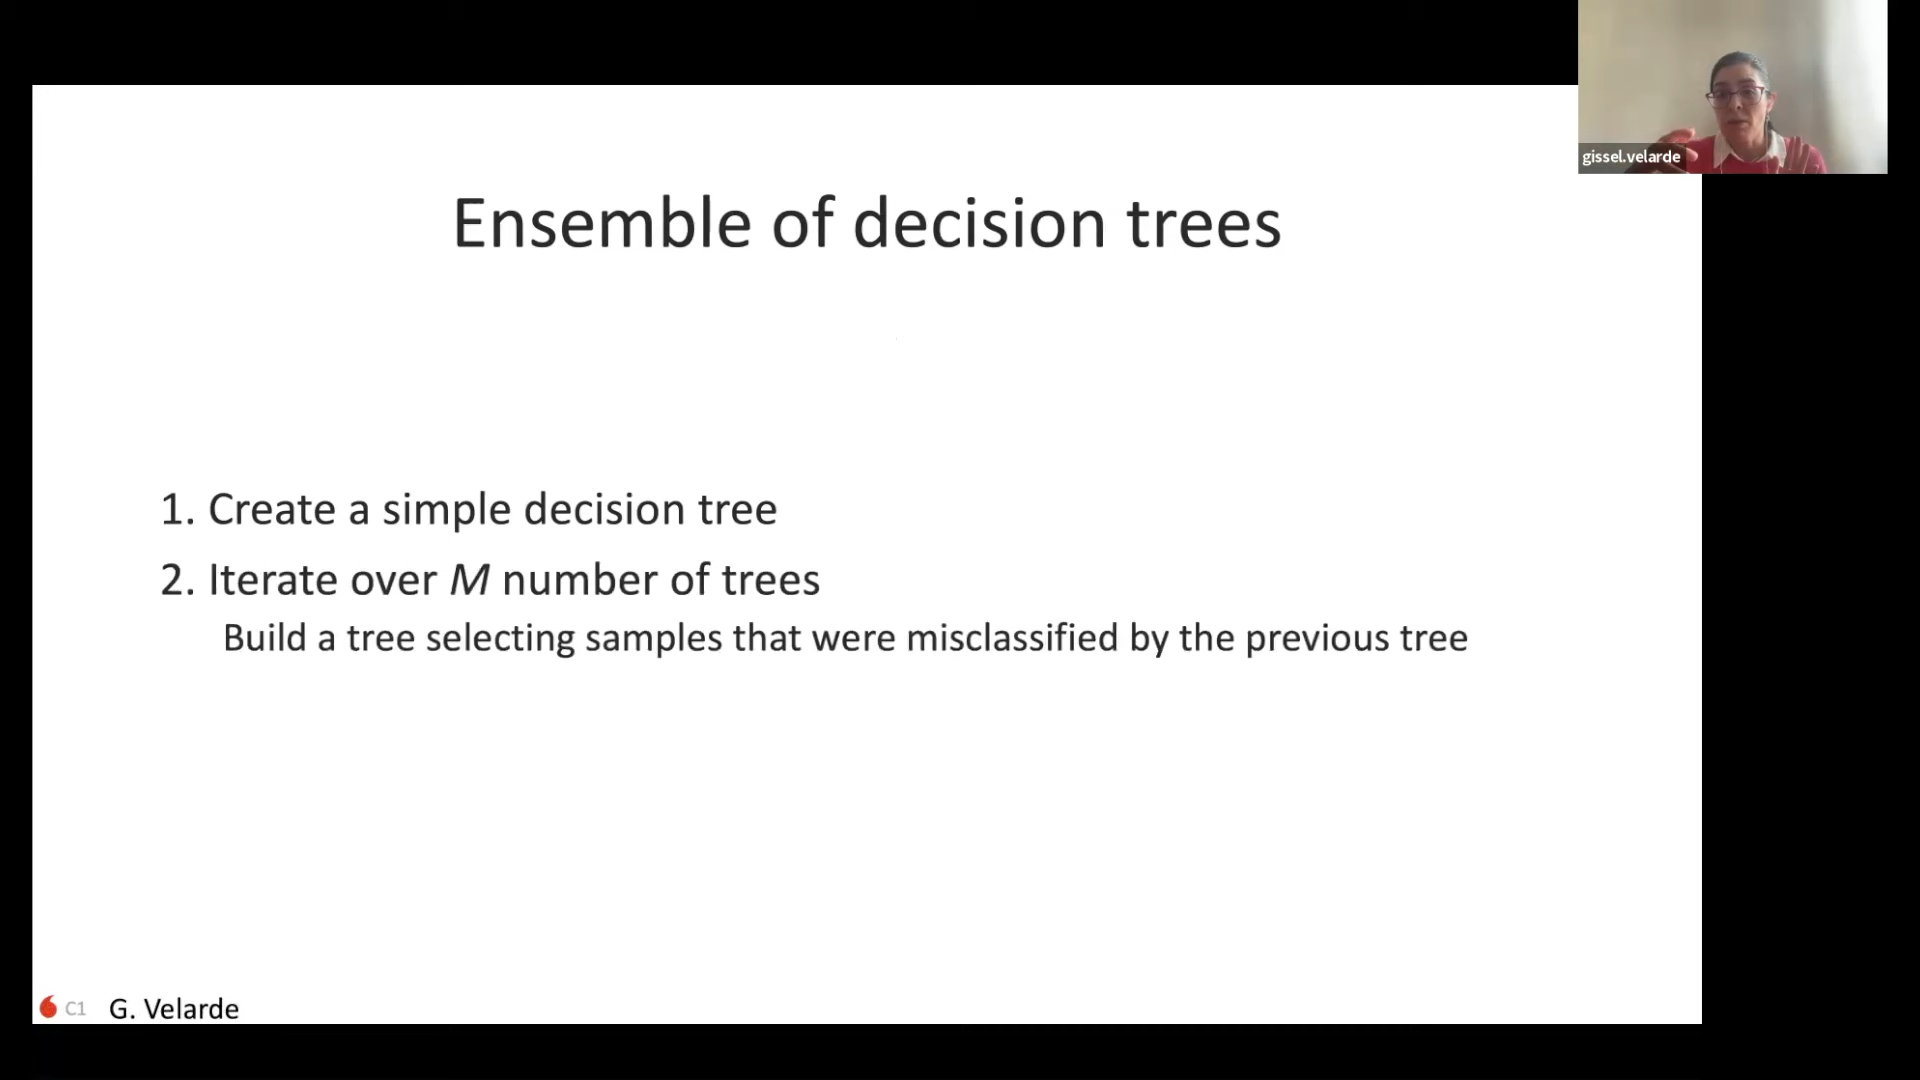 gissel.velarde
Ensemble of decision trees
1. Create a simple decision tree
2. Iterate over M number of trees
Build a tree selecting samples that were misclassified by the previous tree
C1 G. Velarde